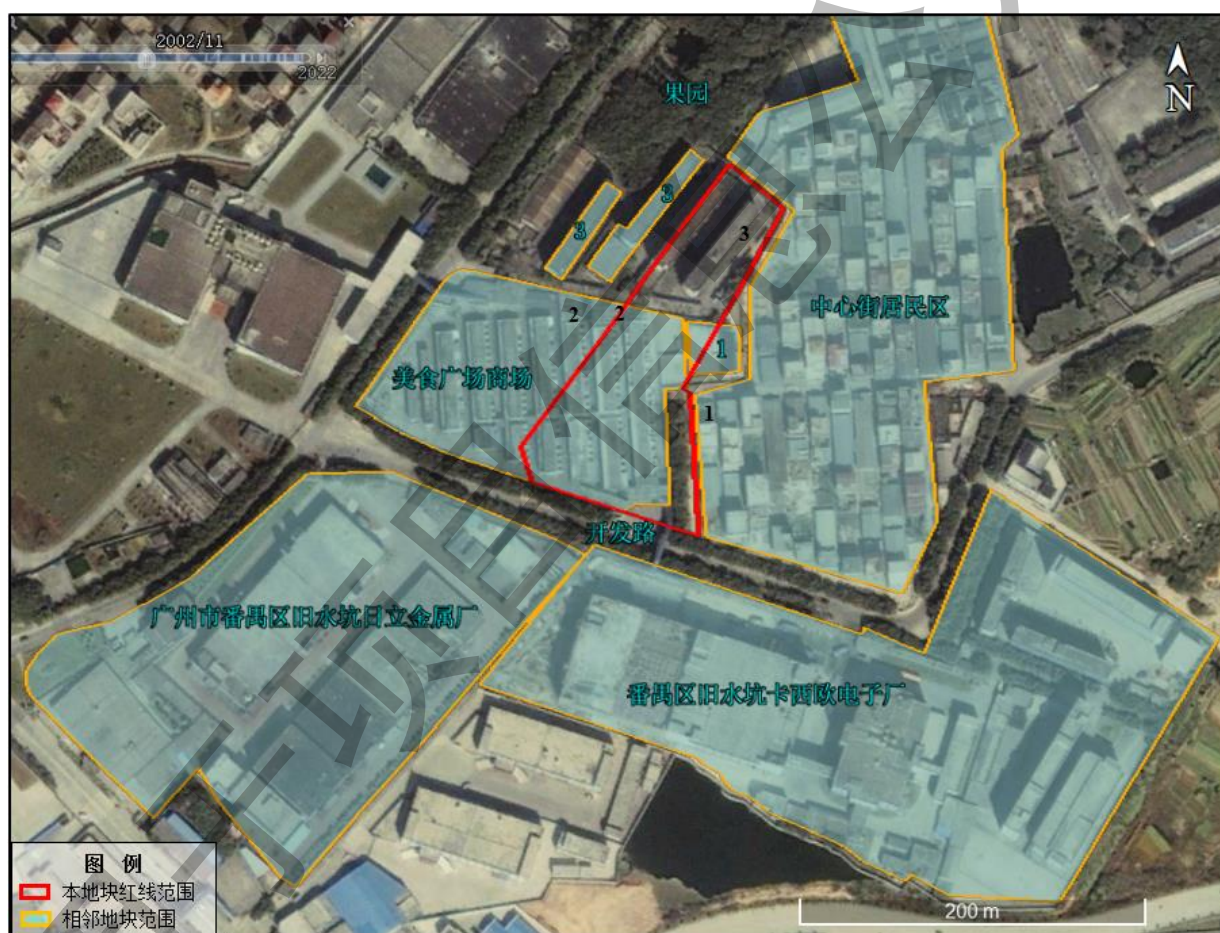 2002/11
2022
N
果园
3
3
3
2
2
中心街居民区
1
美食广场商场
1
开发路
广州市番禺区旧水坑日立金属厂
番禺区旧水坑卡西欧电子厂
图 例
本地块红线范围
相邻地块范围
200 m